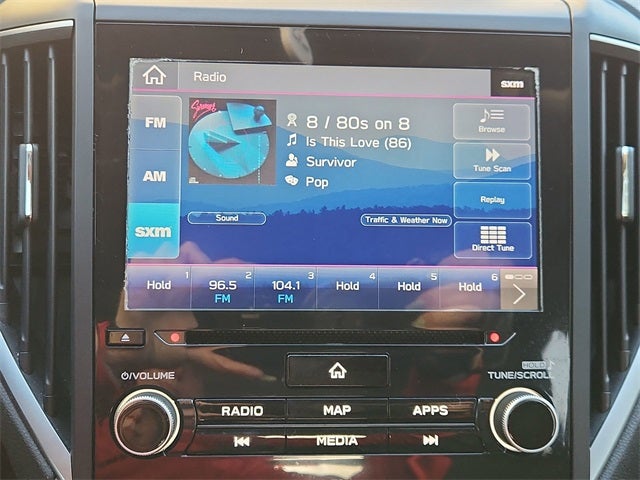 Radio
sxm
FM
AM
sxm
8 / 80s on 8
Is This Love (86)
Survivor
Pop
Browse
Tune Scan
Replay
Direct Tune
Sound
Traffic & Weather Now
Hold 1
96.5 FM 2
104.1 FM 3
Hold 4
Hold 5
Hold 6
VOLUME
HOLD
TUNE/SCROLL
RADIO
MAP
APPS
MEDIA